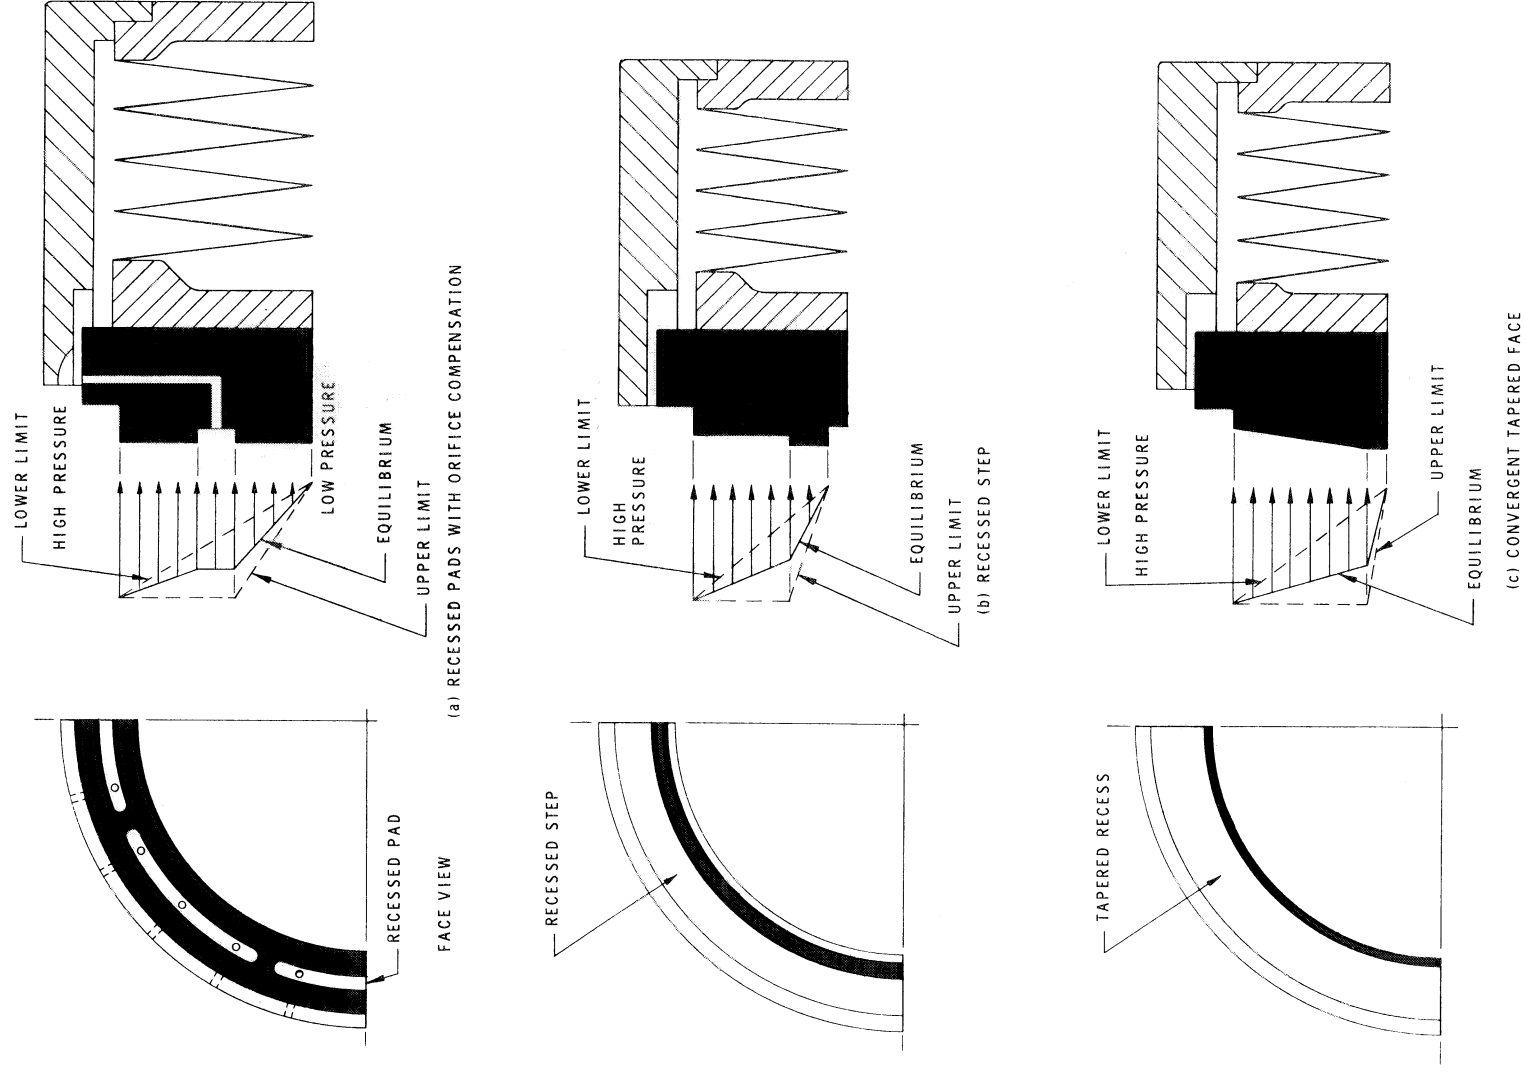 LOWER LIMIT
HIGH PRESSURE
LOW PRESSURE
EQUILIBRIUM
UPPER LIMIT
(a) RECESSED PADS WITH ORIFICE COMPENSATION
RECESSED PAD
FACE VIEW
LOWER LIMIT
HIGH
PRESSURE
EQUILIBRIUM
UPPER LIMIT
(b) RECESSED STEP
RECESSED STEP
LOWER LIMIT
HIGH PRESSURE
UPPER LIMIT
EQUILIBRIUM
(c) CONVERGENT TAPERED FACE
TAPERED RECESS